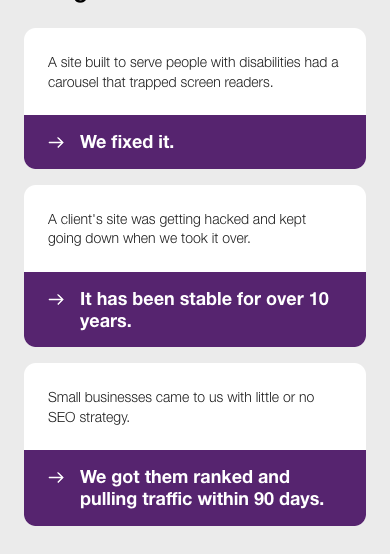 A site built to serve people with disabilities had a
carousel that trapped screen readers.
→ We fixed it.
A client's site was getting hacked and kept
going down when we took it over.
→ It has been stable for over 10
years.
Small businesses came to us with little or no
SEO strategy.
→ We got them ranked and
pulling traffic within 90 days.